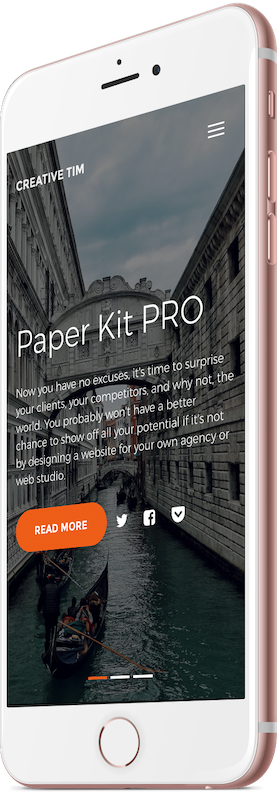 CREATIVE TIM
Paper Kit PRO
Now you have no excuses, it's time to surprise
your clients, your competitors, and why not, the
world. You probably won't have a better
chance to show off all your potential if it's not
by designing a website for your own agency or
web studio.
READ MORE